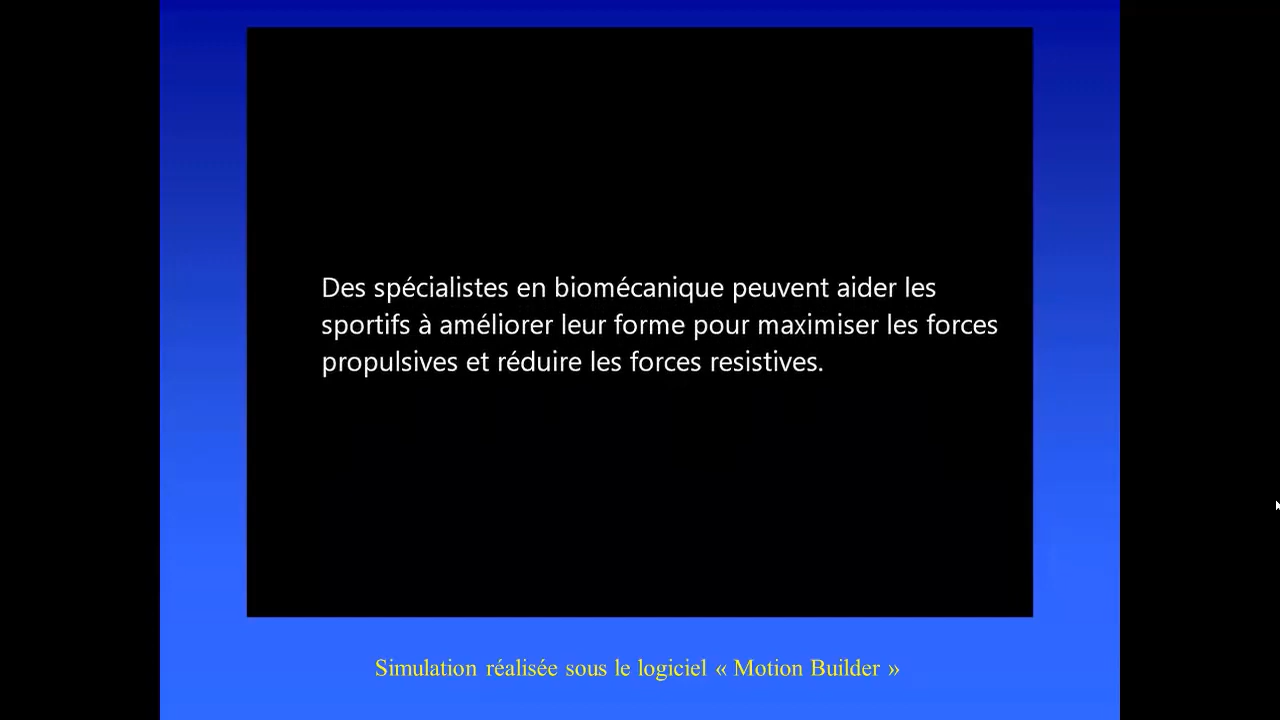 Des spécialistes en biomécanique peuvent aider les
sportifs à améliorer leur forme pour maximiser les forces
propulsives et réduire les forces resistives.
Simulation réalisée sous le logiciel « Motion Builder »